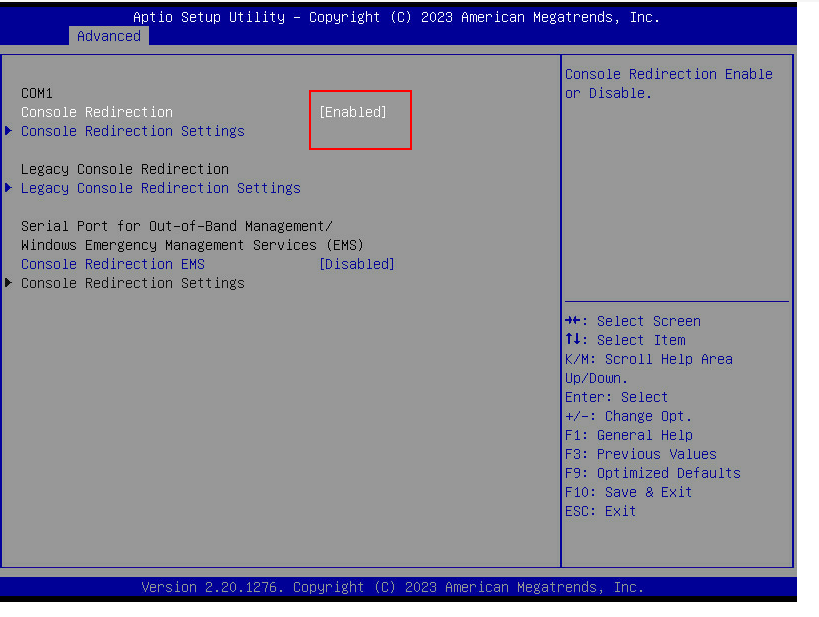 Aptio Setup Utility – Copyright (C) 2023 American Megatrends, Inc.
Advanced
COM1
Console Redirection [Enabled]
Console Redirection Settings
Legacy Console Redirection
Legacy Console Redirection Settings
Serial Port for Out-of-Band Management/
Windows Emergency Management Services (EMS)
Console Redirection EMS [Disabled]
Console Redirection Settings
Console Redirection Enable
or Disable.
→←: Select Screen
↑↓: Select Item
K/M: Scroll Help Area
Up/Down.
Enter: Select
+/-: Change Opt.
F1: General Help
F3: Previous Values
F9: Optimized Defaults
F10: Save & Exit
ESC: Exit
Version 2.20.1276. Copyright (C) 2023 American Megatrends, Inc.